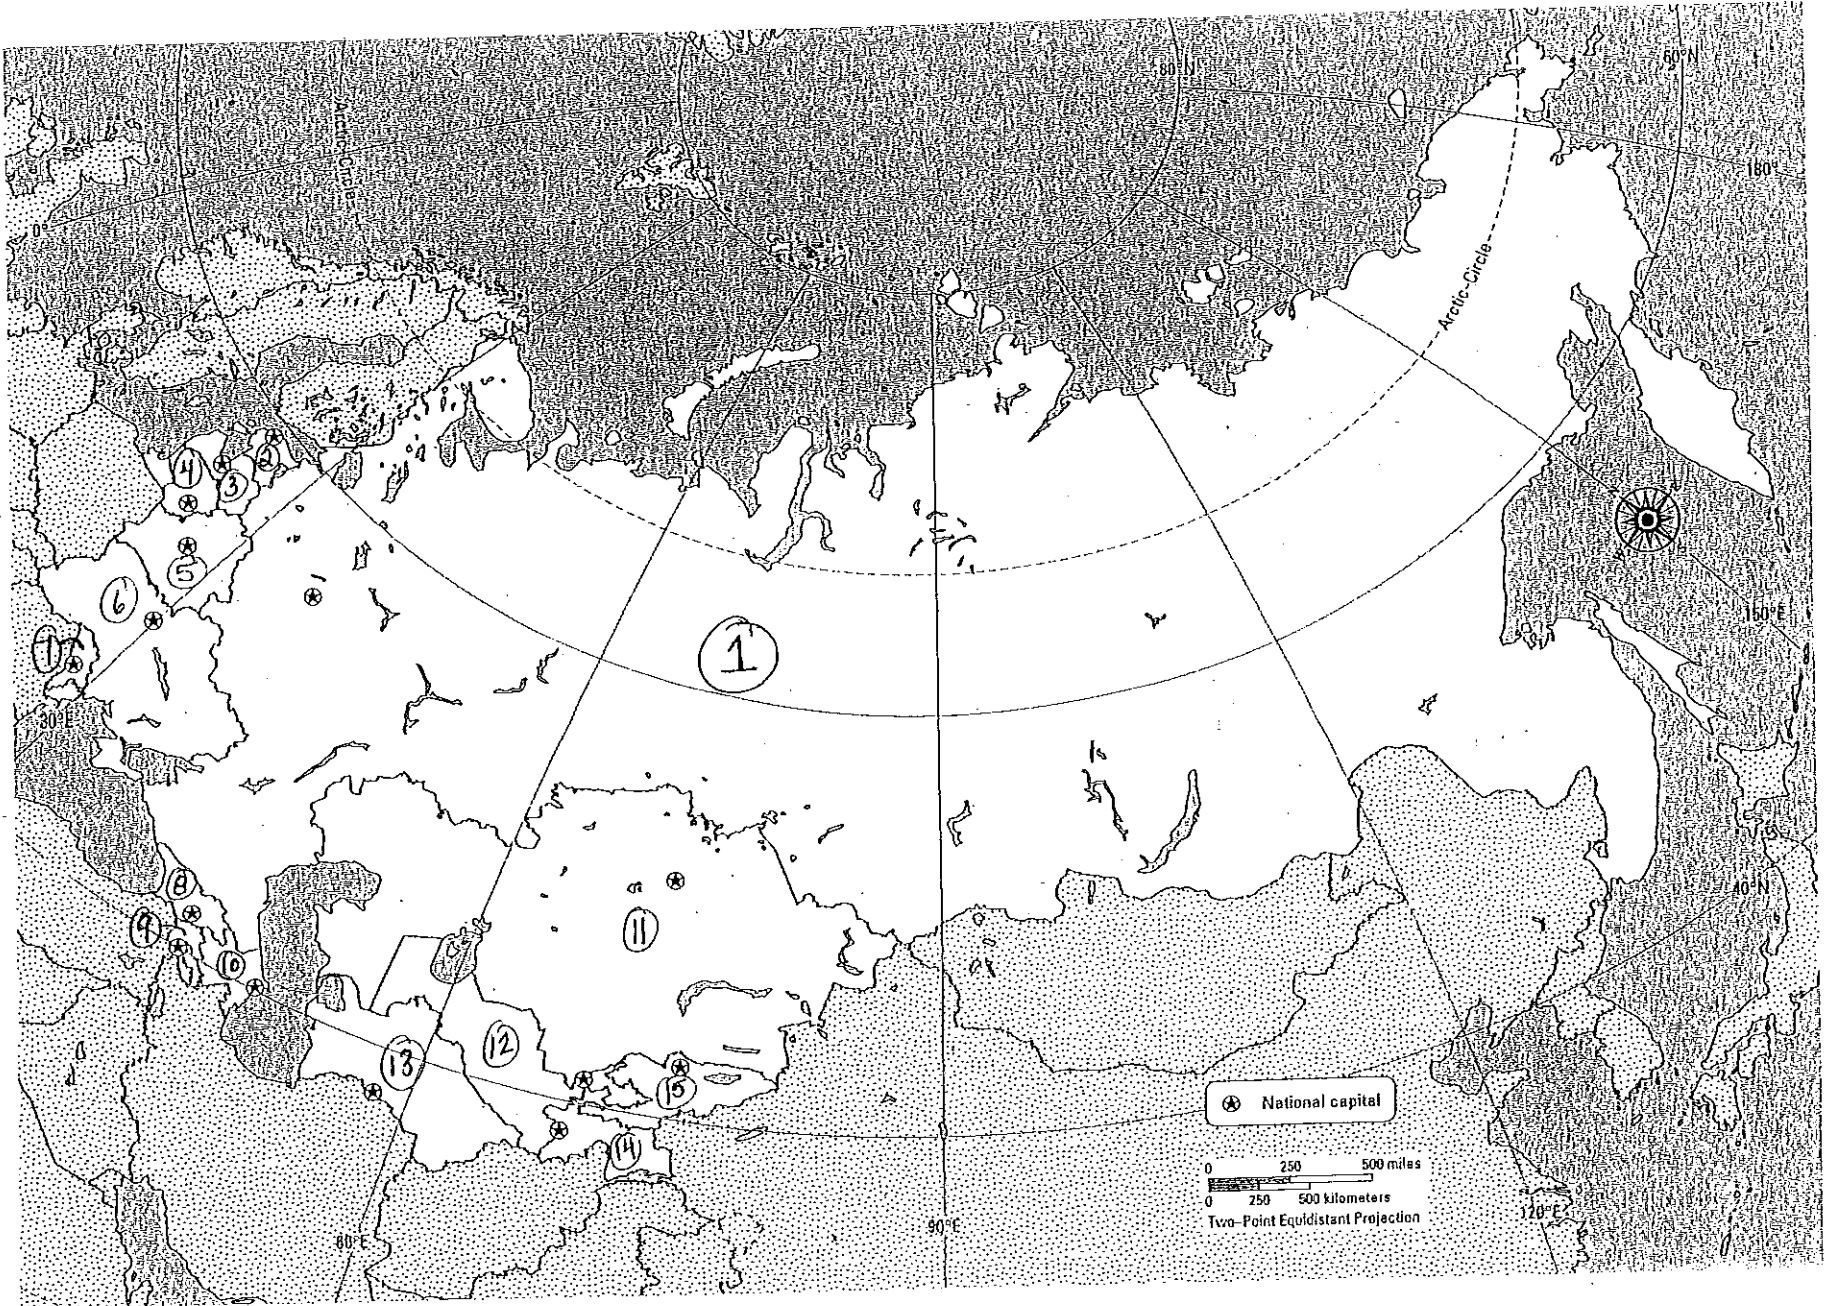 80°N
60°N
Arctic Circle
180°
0°
Arctic Circle
4
2
3
5
6
7
1
150°E
30°E
8
9
10
11
40°N
12
13
15
14
National capital
0 250 500 miles
0 250 500 kilometers
Two-Point Equidistant Projection
60°E
90°E
120°E